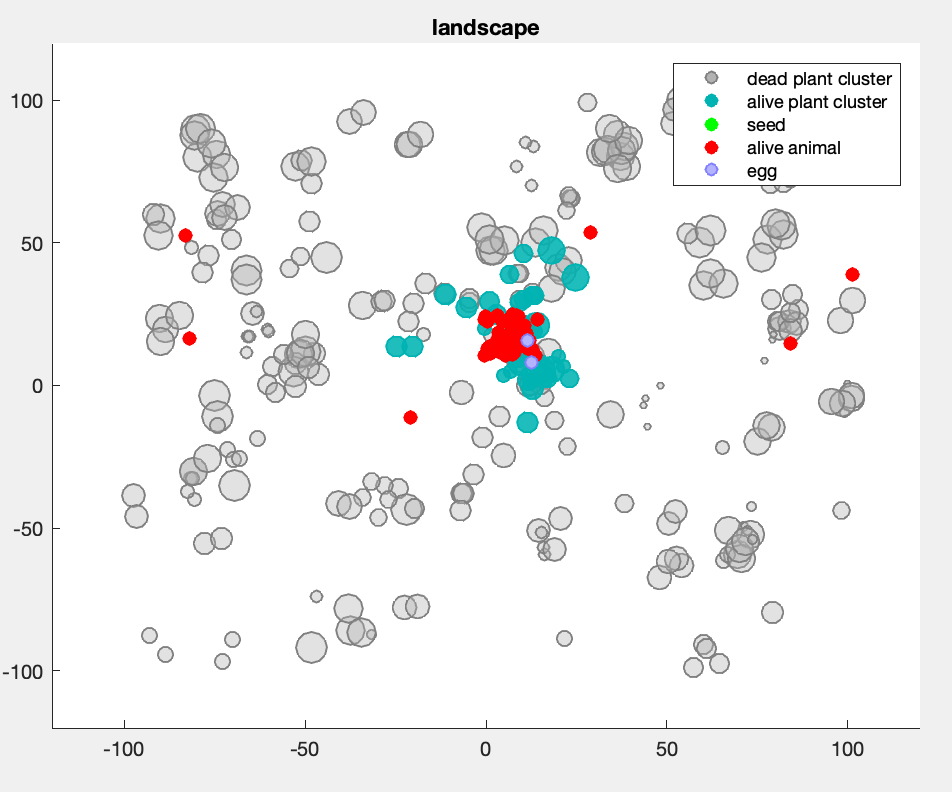 landscape
dead plant cluster
alive plant cluster
seed
alive animal
egg
100
50
0
-50
-100
-100 -50 0 50 100